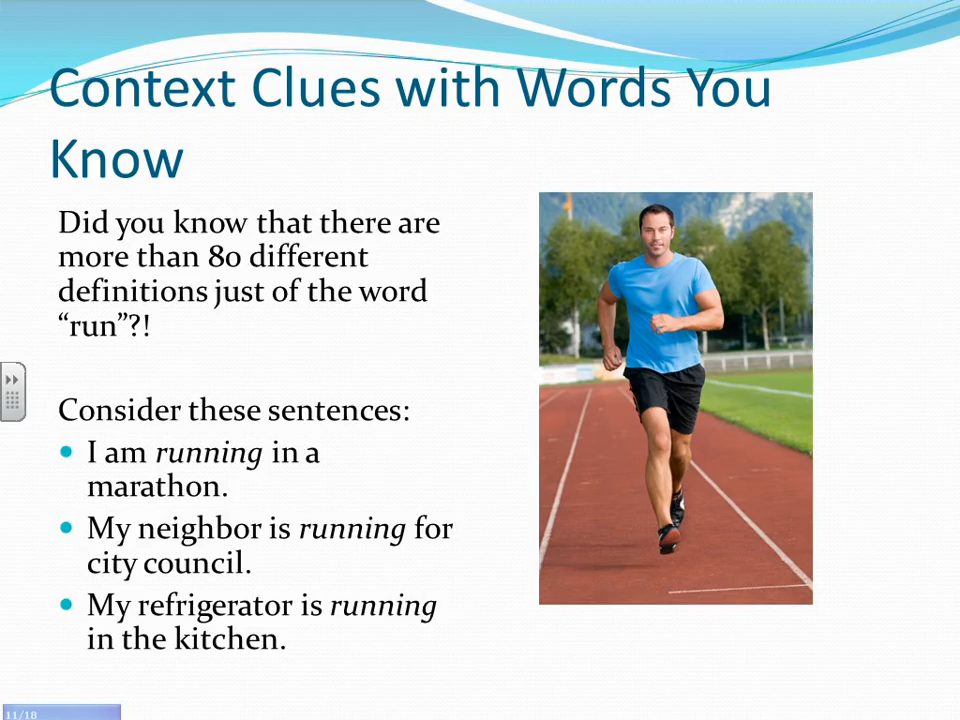 Context Clues with Words You
Know
Did you know that there are
more than 80 different
definitions just of the word
“run”?!
Consider these sentences:
I am running in a
marathon.
My neighbor is running for
city council.
My refrigerator is running
in the kitchen.
11/18